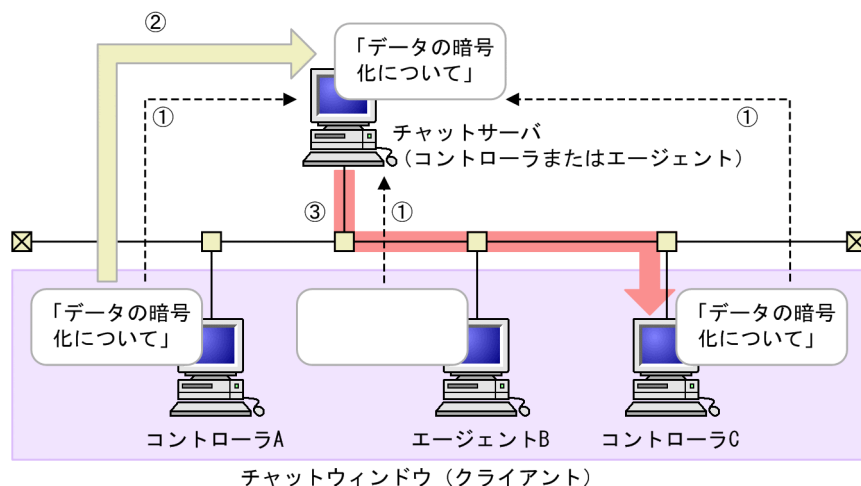 ②
「データの暗号
化について」
①
①
チャットサーバ
（コントローラまたはエージェント）
③
①
「データの暗号
化について」
「データの暗号
化について」
コントローラA
エージェントB
コントローラC
チャットウィンドウ（クライアント）